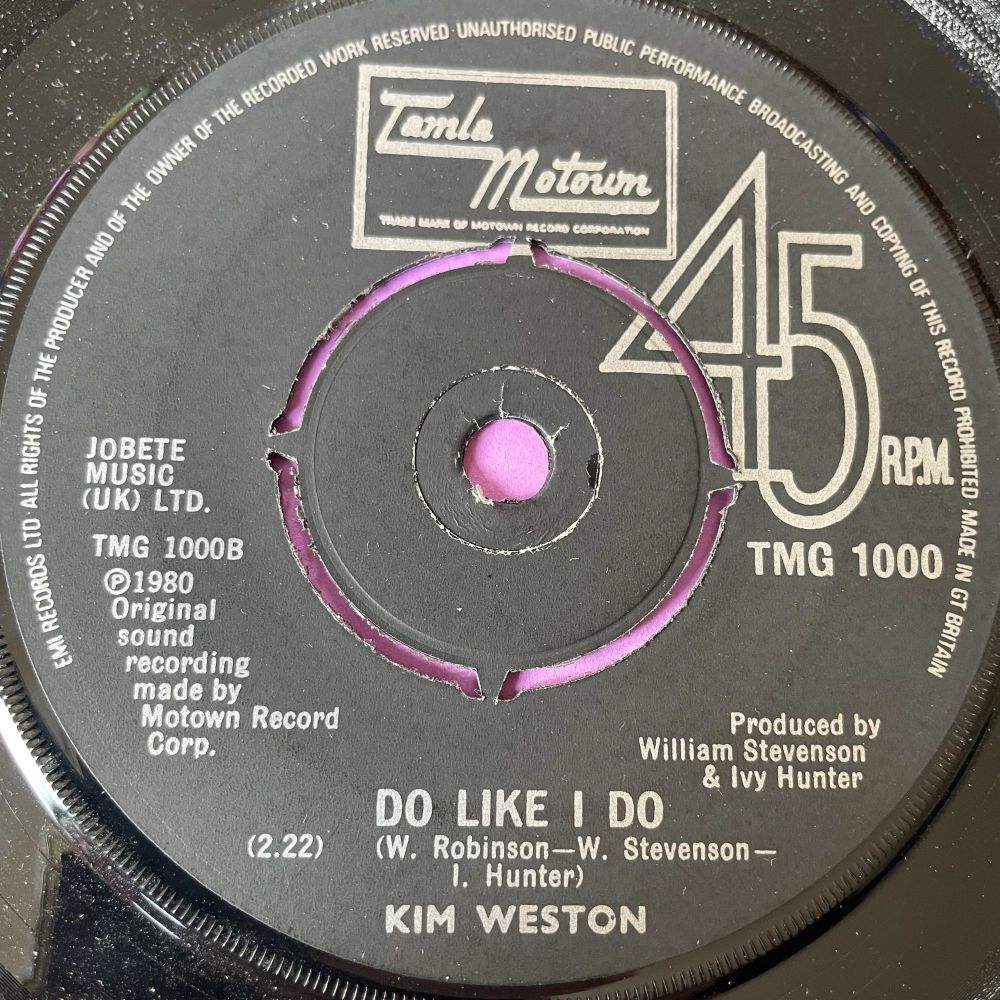 EMI RECORDS LTD·ALL RIGHTS OF THE PRODUCER AND OF THE OWNER OF THE RECORDED WORK RESERVED·UNAUTHORISED PUBLIC PERFORMANCE BROADCASTING AND COPYING OF THIS RECORD PROHIBITED·MADE IN GT BRITAIN
Tamla
Motown
TRADE MARK OF MOTOWN RECORD CORPORATION
45
R.P.M.
JOBETE
MUSIC
(UK) LTD.
TMG 1000B
Ⓟ1980
Original
sound
recording
made by
Motown Record
Corp.
TMG 1000
Produced by
William Stevenson
& Ivy Hunter
DO LIKE I DO
(2.22) (W. Robinson—W. Stevenson—
I. Hunter)
KIM WESTON